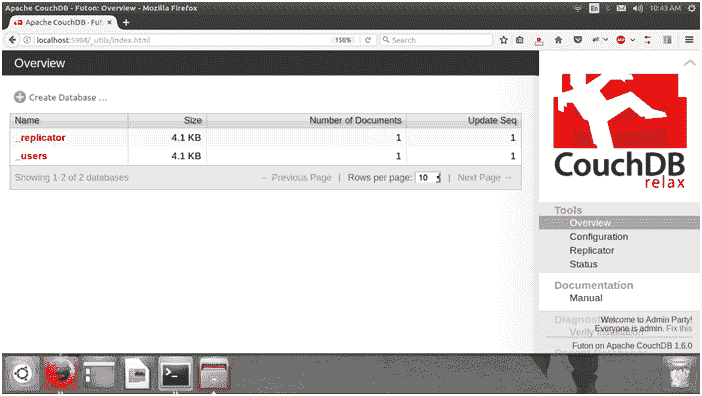 Apache CouchDB - Futon: Overview - Mozilla Firefox
En
10:43 AM
Apache CouchDB - Fut...
localhost:5984/_utils/index.html
150%
Search
Overview
Create Database ...
Name Size Number of Documents Update Seq
_replicator 4.1 KB 1 1
_users 4.1 KB 1 1
Showing 1-2 of 2 databases
← Previous Page | Rows per page: 10 | Next Page →
CouchDB
relax
Tools
Overview
Configuration
Replicator
Status
Documentation
Manual
Welcome to Admin Party!
Everyone is admin. Fix this
Futon on Apache CouchDB 1.6.0